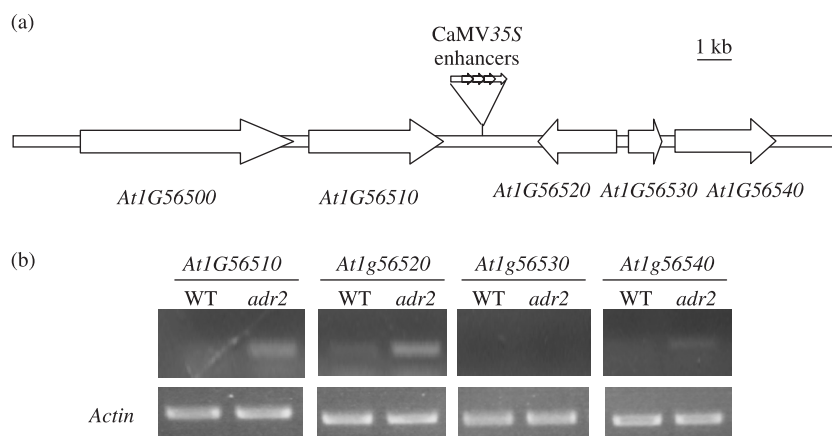 (a)
CaMV35S
enhancers
1 kb
At1G56500
At1G56510
At1G56520
At1G56530
At1G56540
(b)
At1G56510 At1g56520 At1g56530 At1g56540
WT adr2 WT adr2 WT adr2 WT adr2
Actin